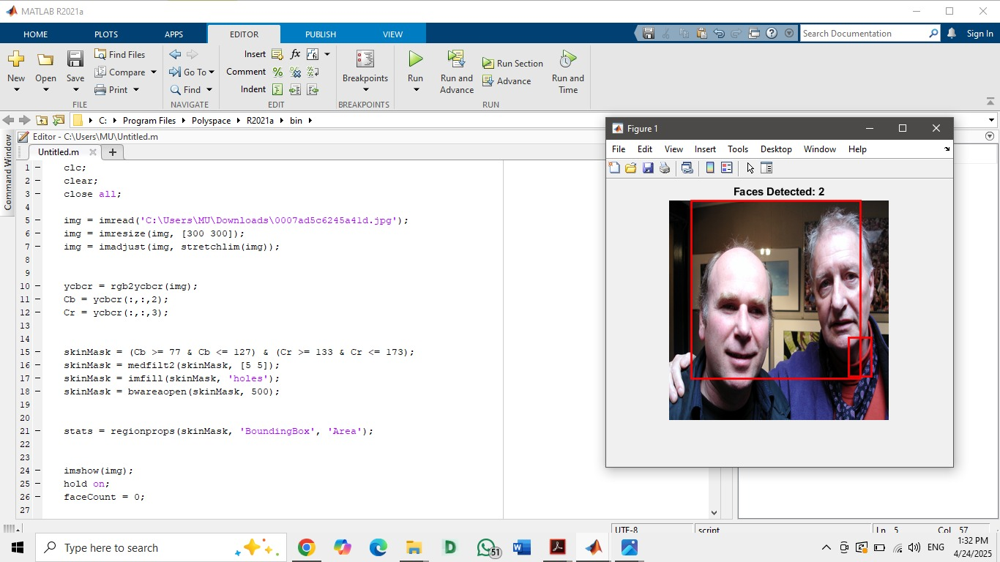 MATLAB R2021a
HOME PLOTS APPS EDITOR PUBLISH VIEW Search Documentation Sign In
New Open Save Find Files Compare Print Go To Find Insert Comment Indent Breakpoints Run Run and Advance Run Section Advance Run and Time
FILE NAVIGATE EDIT BREAKPOINTS RUN
C: Program Files Polyspace R2021a bin
Command Window
Editor - C:\Users\MU\Untitled.m
Untitled.m
1 clc;
2 clear;
3 close all;
4
5 img = imread('C:\Users\MU\Downloads\0007ad5c6245a41d.jpg');
6 img = imresize(img, [300 300]);
7 img = imadjust(img, stretchlim(img));
8
9
10 ycbcr = rgb2ycbcr(img);
11 Cb = ycbcr(:,:,2);
12 Cr = ycbcr(:,:,3);
13
14
15 skinMask = (Cb >= 77 & Cb <= 127) & (Cr >= 133 & Cr <= 173);
16 skinMask = medfilt2(skinMask, [5 5]);
17 skinMask = imfill(skinMask, 'holes');
18 skinMask = bwareaopen(skinMask, 500);
19
20
21 stats = regionprops(skinMask, 'BoundingBox', 'Area');
22
23
24 imshow(img);
25 hold on;
26 faceCount = 0;
27
Figure 1
File Edit View Insert Tools Desktop Window Help
Faces Detected: 2
UTF-8 script Ln 5 Col 57
Type here to search
51
ENG
1:32 PM
4/24/2025